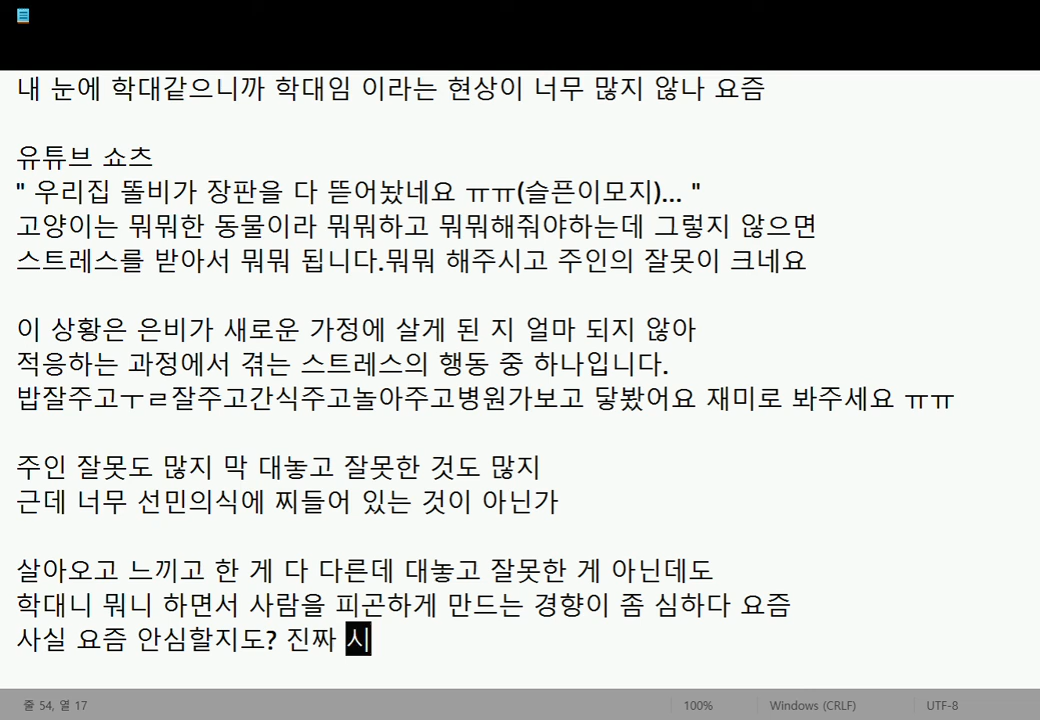 내 눈에 학대같으니까 학대임 이라는 현상이 너무 많지 않나 요즘
유튜브 쇼츠
" 우리집 똘비가 장판을 다 뜯어놨네요 ㅠㅠ(슬픈이모지)... "
고양이는 뭐뭐한 동물이라 뭐뭐하고 뭐뭐해줘야하는데 그렇지 않으면
스트레스를 받아서 뭐뭐 됩니다.뭐뭐 해주시고 주인의 잘못이 크네요
이 상황은 은비가 새로운 가정에 살게 된 지 얼마 되지 않아
적응하는 과정에서 겪는 스트레스의 행동 중 하나입니다.
밥잘주고ㅜㄹ잘주고간식주고놀아주고병원가보고 닿봤어요 재미로 봐주세요 ㅠㅠ
주인 잘못도 많지 막 대놓고 잘못한 것도 많지
근데 너무 선민의식에 찌들어 있는 것이 아닌가
살아오고 느끼고 한 게 다 다른데 대놓고 잘못한 게 아닌데도
학대니 뭐니 하면서 사람을 피곤하게 만드는 경향이 좀 심하다 요즘
사실 요즘 안심할지도? 진짜 시
줄 54, 열 17 100% Windows (CRLF) UTF-8